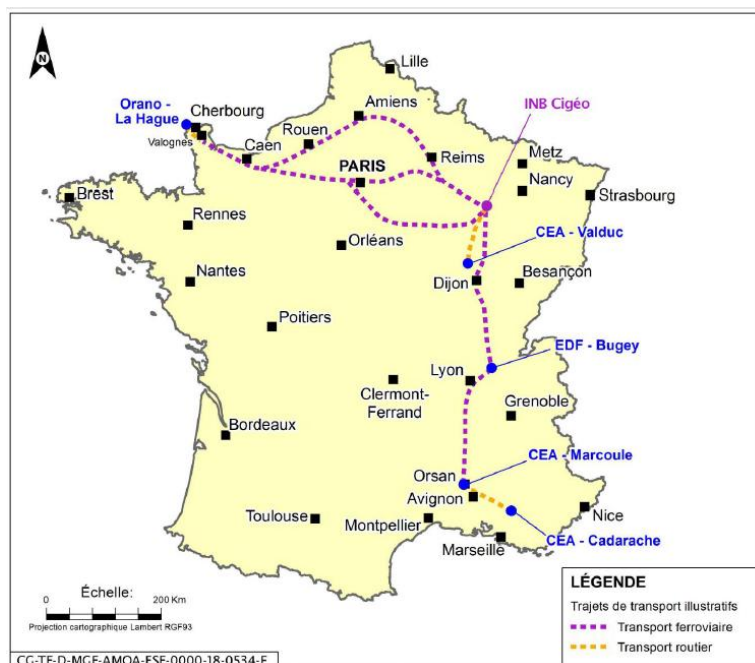 N
Lille
Orano -
La Hague
Cherbourg
Valognes
Amiens
INB Cigéo
Rouen
Caen
Reims
Metz
PARIS
Nancy
Strasbourg
Brest
Rennes
CEA - Valduc
Orléans
Nantes
Dijon
Besançon
Poitiers
EDF - Bugey
Lyon
Clermont-
Ferrand
Grenoble
Bordeaux
CEA - Marcoule
Orsan
Avignon
Toulouse
Montpellier
Nice
Marseille
CEA - Cadarache
Échelle:
0
200 Km
Projection cartographique Lambert RGF93
LÉGENDE
Trajets de transport illustratifs
Transport ferroviaire
Transport routier
CG-TE-D-MGE-AMOA-ESE-0000-18-0534-F